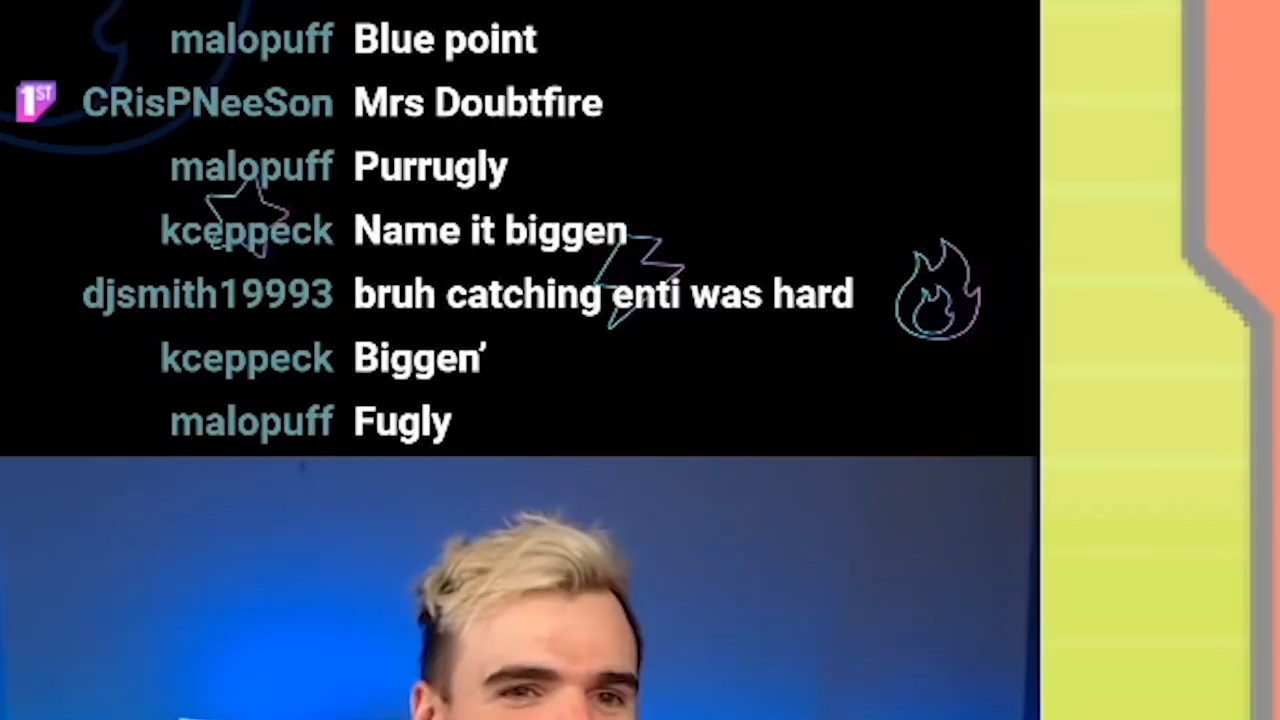 malopuff Blue point
1ST CRisPNeeSon Mrs Doubtfire
malopuff Purrugly
kceppeck Name it biggen
djsmith19993 bruh catching enti was hard
kceppeck Biggen’
malopuff Fugly